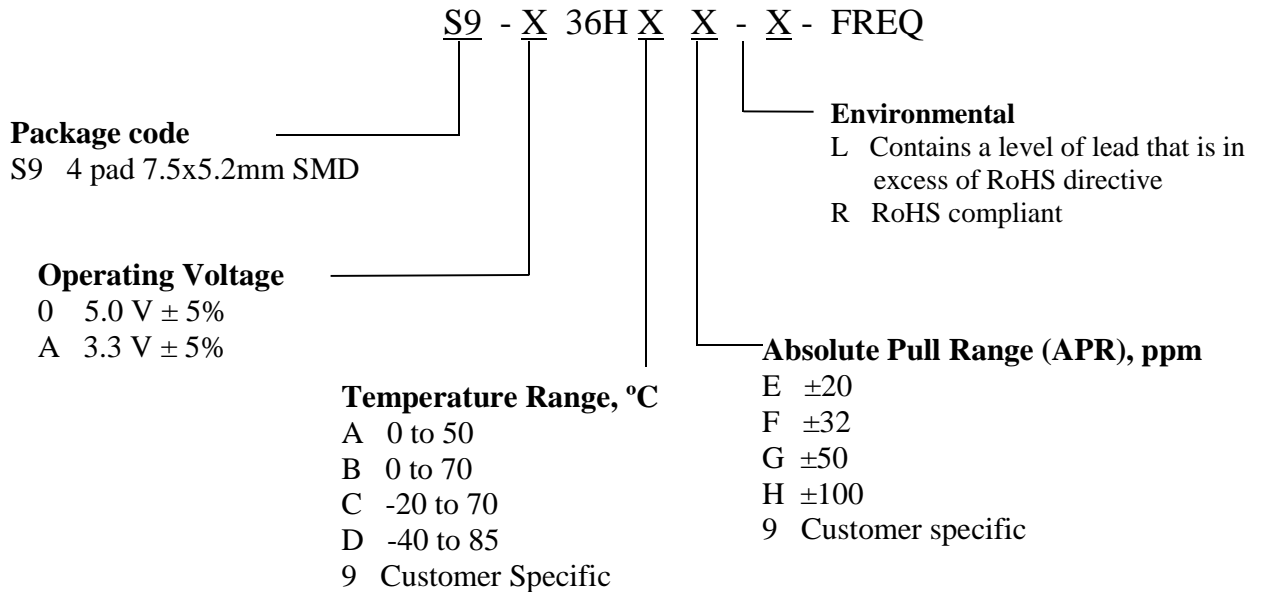 S9 - X 36H X X - X - FREQ
Package code
S9 4 pad 7.5x5.2mm SMD
Environmental
L Contains a level of lead that is in
excess of RoHS directive
R RoHS compliant
Operating Voltage
0 5.0 V ± 5%
A 3.3 V ± 5%
Temperature Range, ºC
A 0 to 50
B 0 to 70
C -20 to 70
D -40 to 85
9 Customer Specific
Absolute Pull Range (APR), ppm
E ±20
F ±32
G ±50
H ±100
9 Customer specific